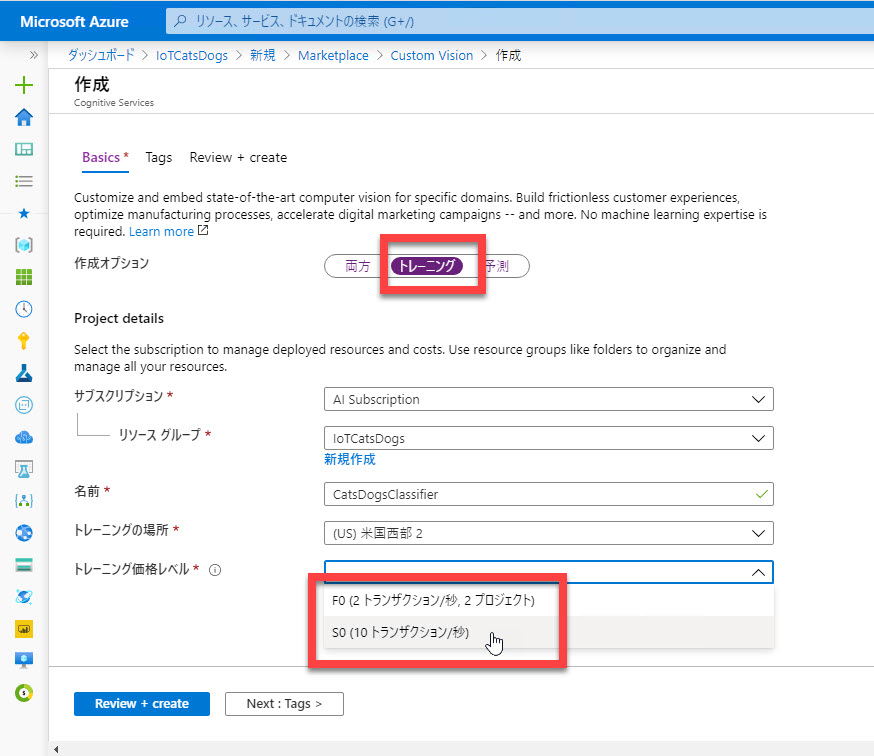 Microsoft Azure
リソース、サービス、ドキュメントの検索 (G+/)
ダッシュボード > IoTCatsDogs > 新規 > Marketplace > Custom Vision > 作成
作成
Cognitive Services
Basics * Tags Review + create
Customize and embed state-of-the-art computer vision for specific domains. Build frictionless customer experiences,
optimize manufacturing processes, accelerate digital marketing campaigns -- and more. No machine learning expertise is
required. Learn more
作成オプション
両方 トレーニング 予測
Project details
Select the subscription to manage deployed resources and costs. Use resource groups like folders to organize and
manage all your resources.
サブスクリプション *
AI Subscription
リソース グループ *
IoTCatsDogs
新規作成
名前 *
CatsDogsClassifier
トレーニングの場所 *
(US) 米国西部 2
トレーニング価格レベル *
F0 (2 トランザクション/秒, 2 プロジェクト)
S0 (10 トランザクション/秒)
Review + create
Next : Tags >